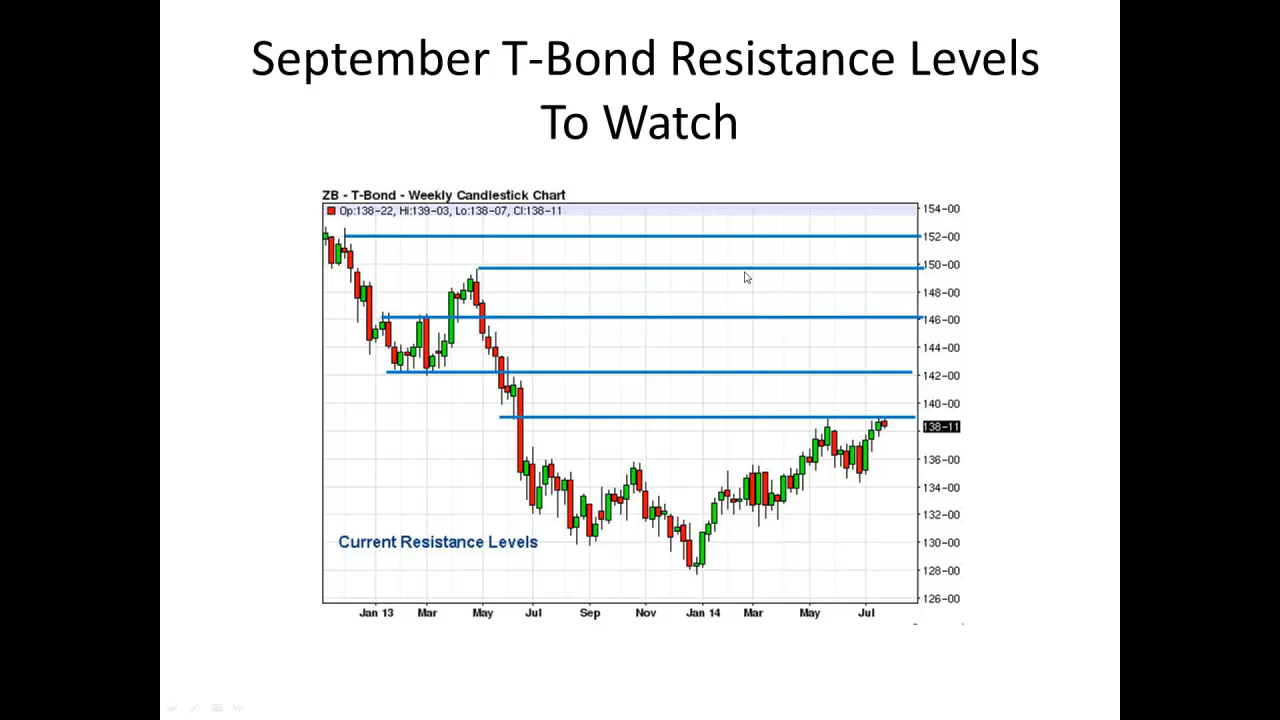 September T-Bond Resistance Levels
To Watch
ZB - T-Bond - Weekly Candlestick Chart
Op:138-22, Hi:139-03, Lo:138-07, Cl:138-11
154-00
152-00
150-00
148-00
146-00
144-00
142-00
140-00
138-11
136-00
134-00
132-00
130-00
128-00
126-00
Current Resistance Levels
Jan 13 Mar May Jul Sep Nov Jan 14 Mar May Jul